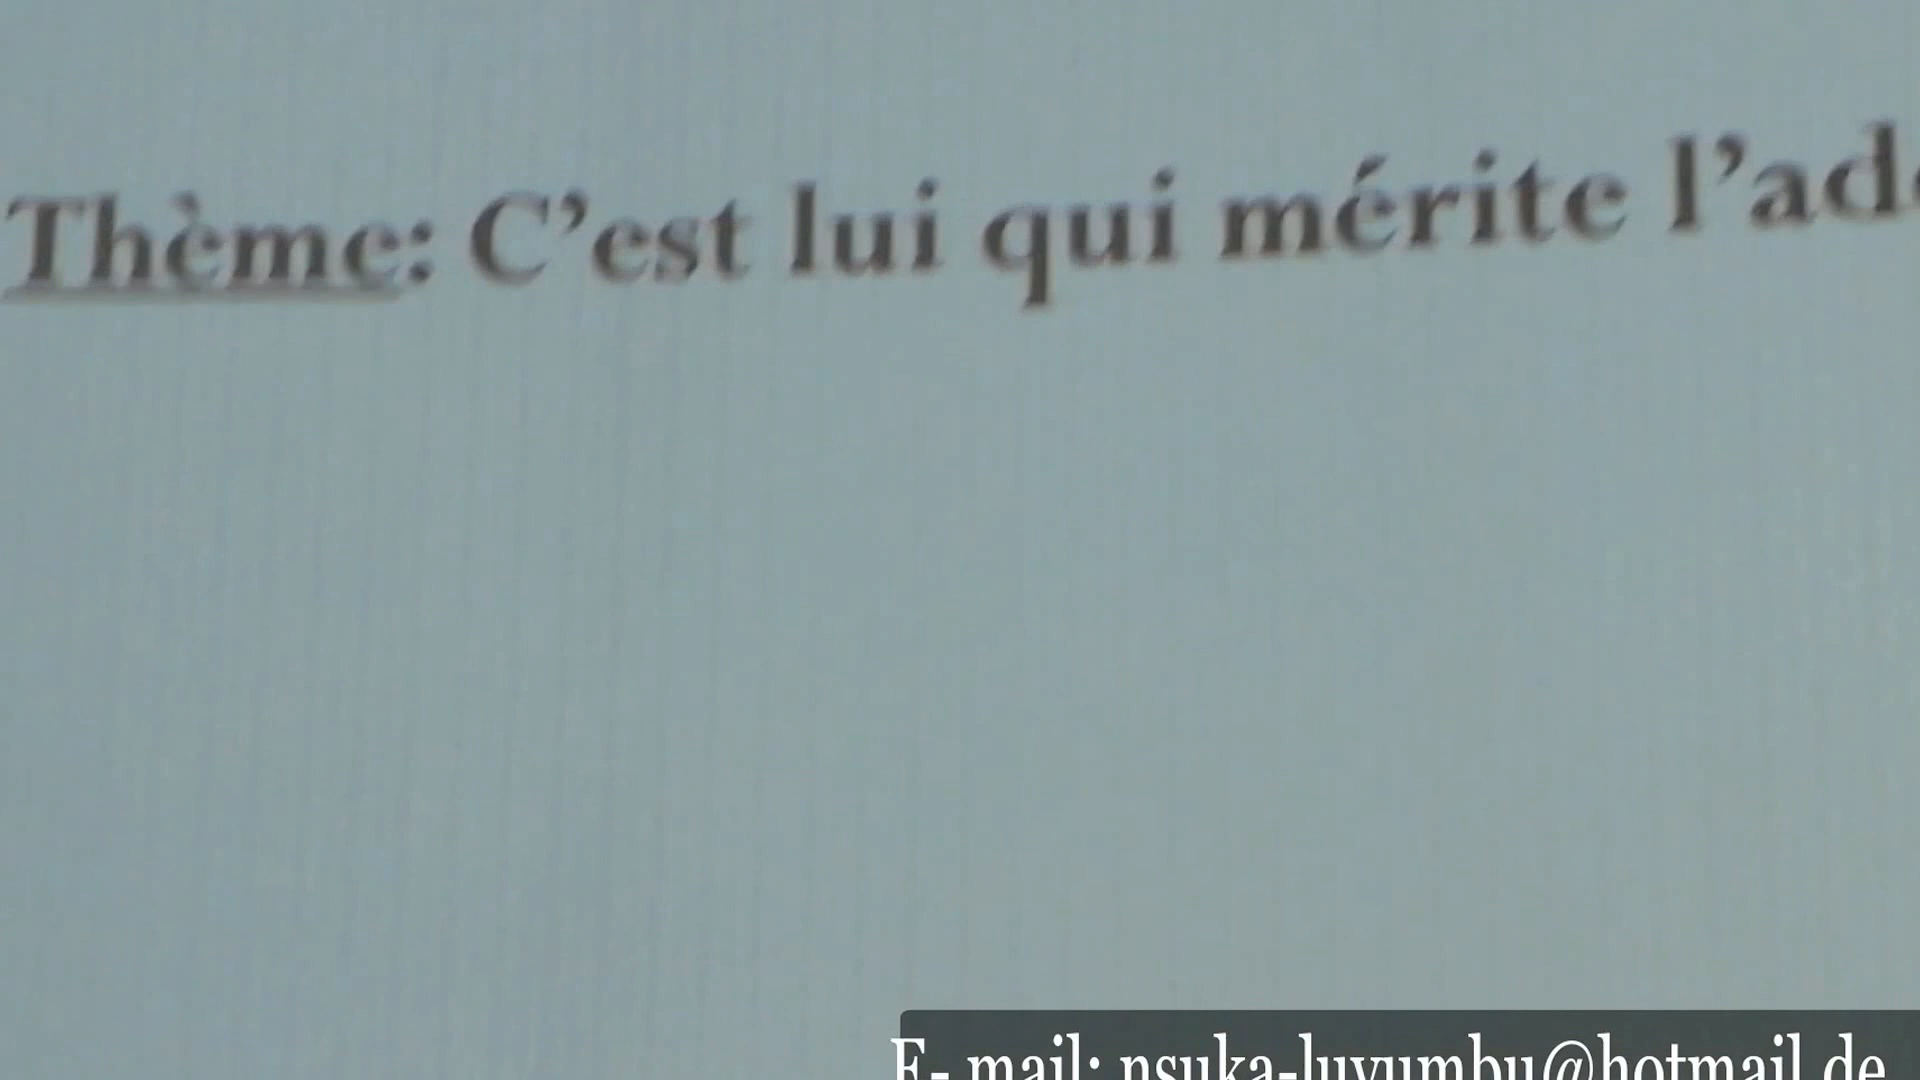 Thème: C’est lui qui mérite l’ad
E- mail: nsuka-luyumbu@hotmail.de